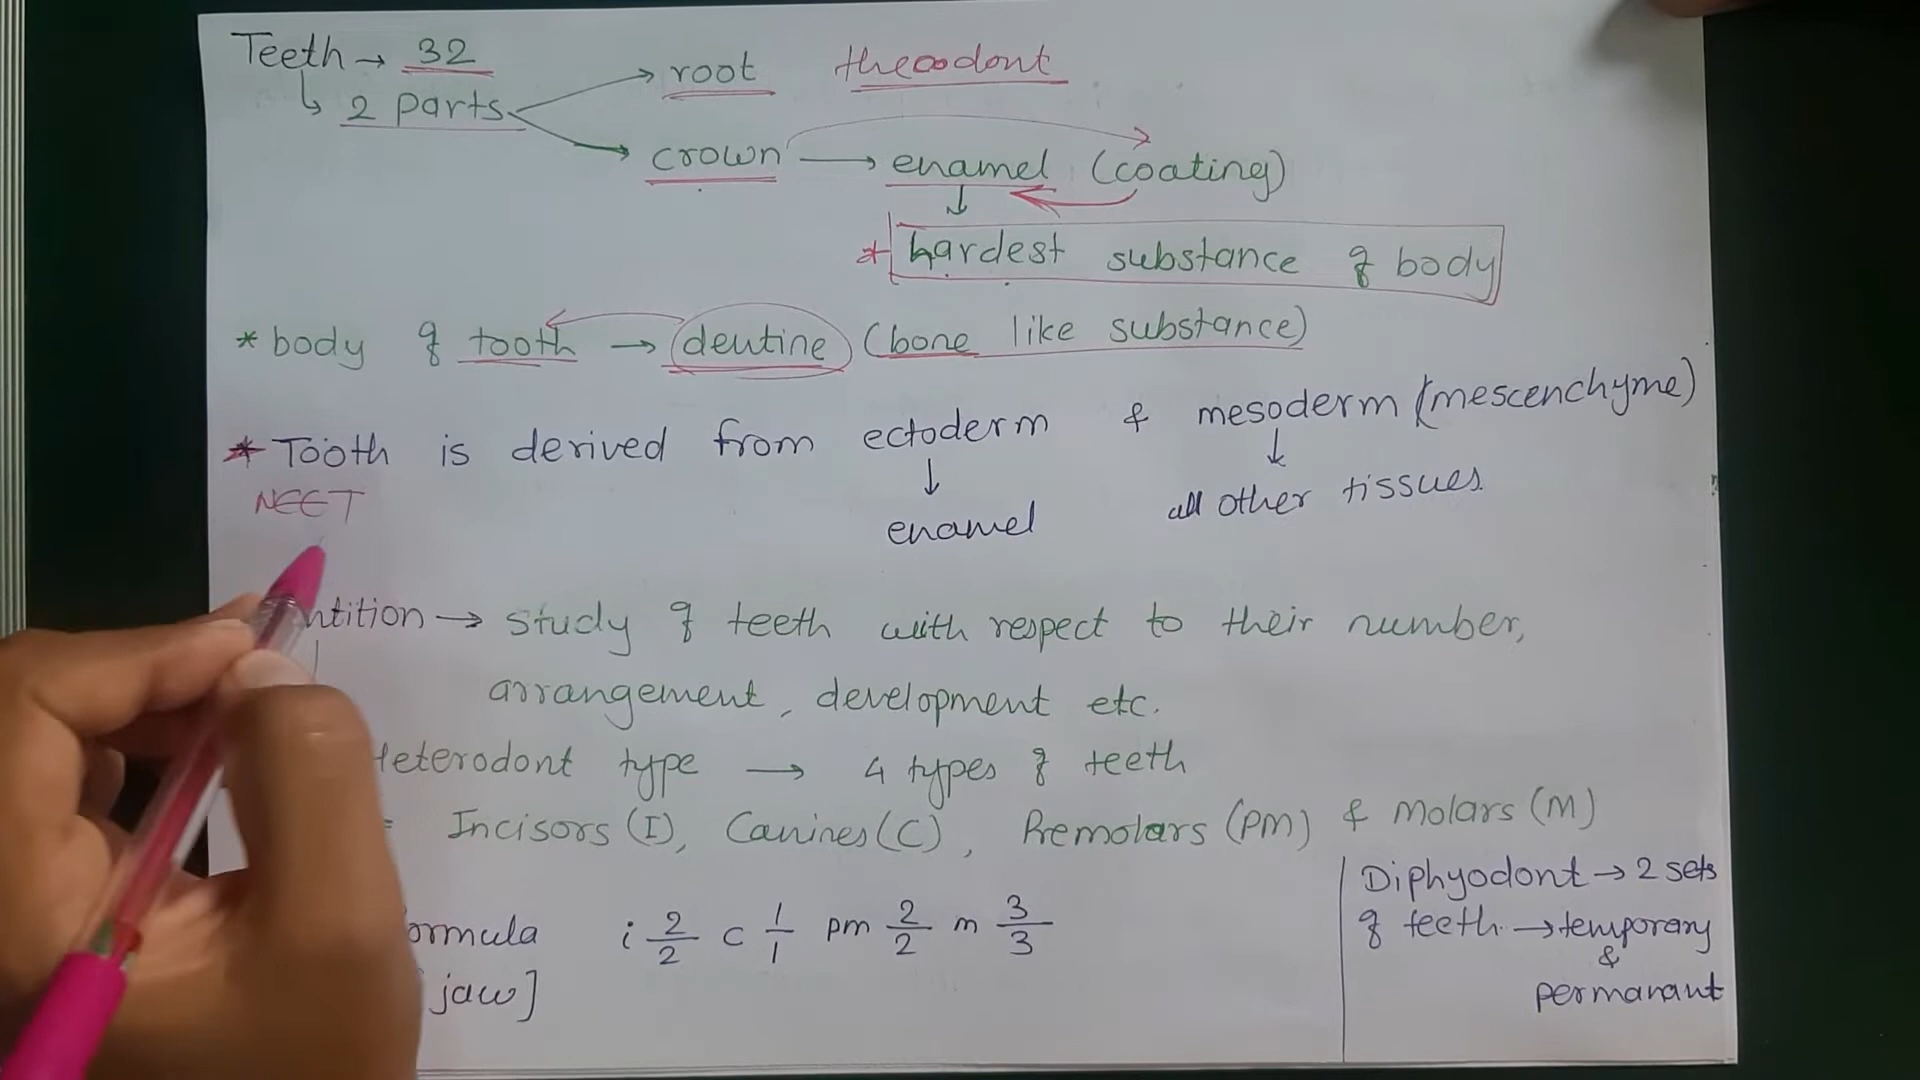 Teeth → 32
↳ 2 parts
root
thecodont
crown → enamel (coating)
↓
* hardest substance of body
* body of tooth → dentine (bone like substance)
* Tooth is derived from ectoderm & mesoderm (mescenchyme)
↓ ↓
enamel all other tissues.
NEET
ntition → study of teeth with respect to their number,
arrangement, development etc.
Heterodont type → 4 types of teeth
= Incisors (I), Canines (C), Premolars (PM) & Molars (M)
ormula i 2/2 c 1/1 pm 2/2 m 3/3
jaw]
Diphyodont → 2 sets
of teeth. → temporary
&
permanant